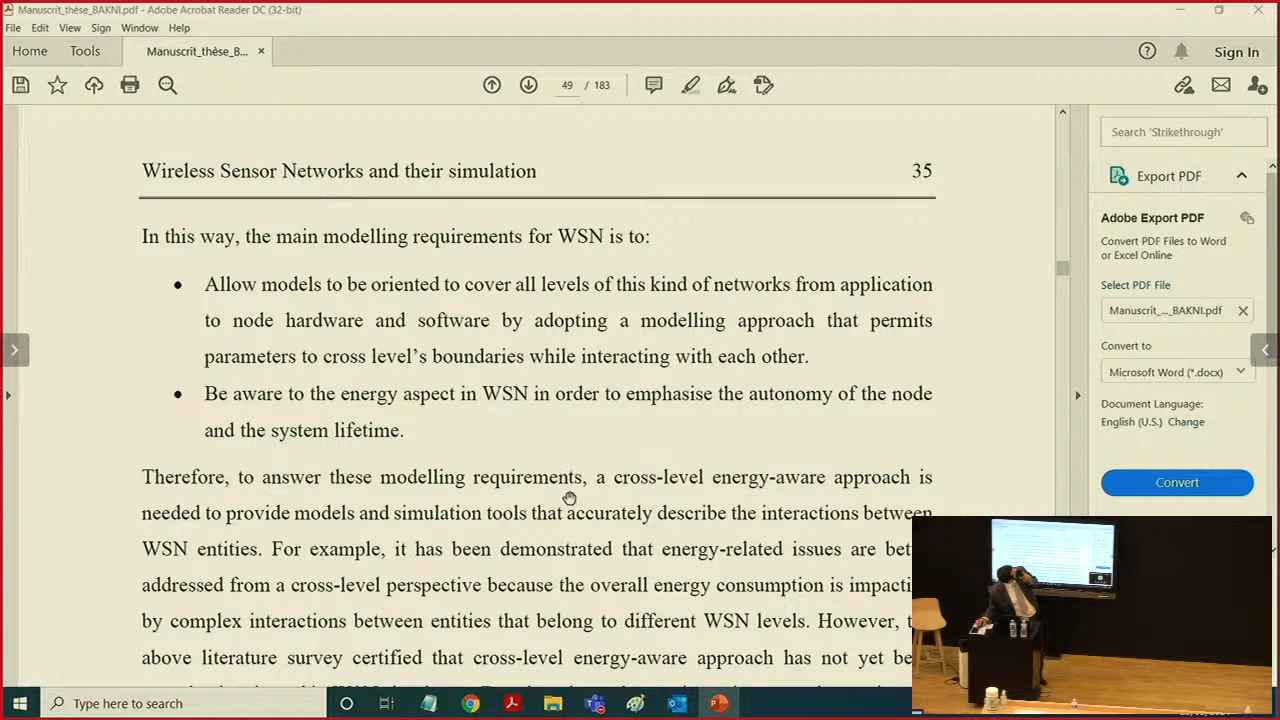 Manuscrit_thèse_BAKNI.pdf - Adobe Acrobat Reader DC (32-bit)
File Edit View Sign Window Help
Home Tools Manuscrit_thèse_B... × Sign In
49 / 183
Search 'Strikethrough'
Export PDF
Adobe Export PDF
Convert PDF Files to Word
or Excel Online
Select PDF File
Manuscrit_..._BAKNI.pdf
Convert to
Microsoft Word (*.docx)
Document Language:
English (U.S.) Change
Convert
Wireless Sensor Networks and their simulation 35
In this way, the main modelling requirements for WSN is to:
• Allow models to be oriented to cover all levels of this kind of networks from application
to node hardware and software by adopting a modelling approach that permits
parameters to cross level's boundaries while interacting with each other.
• Be aware to the energy aspect in WSN in order to emphasise the autonomy of the node
and the system lifetime.
Therefore, to answer these modelling requirements, a cross-level energy-aware approach is
needed to provide models and simulation tools that accurately describe the interactions between
WSN entities. For example, it has been demonstrated that energy-related issues are
addressed from a cross-level perspective because the overall energy consumption is
by complex interactions between entities that belong to different WSN levels. However,
above literature survey certified that cross-level energy-aware approach has not yet
Type here to search